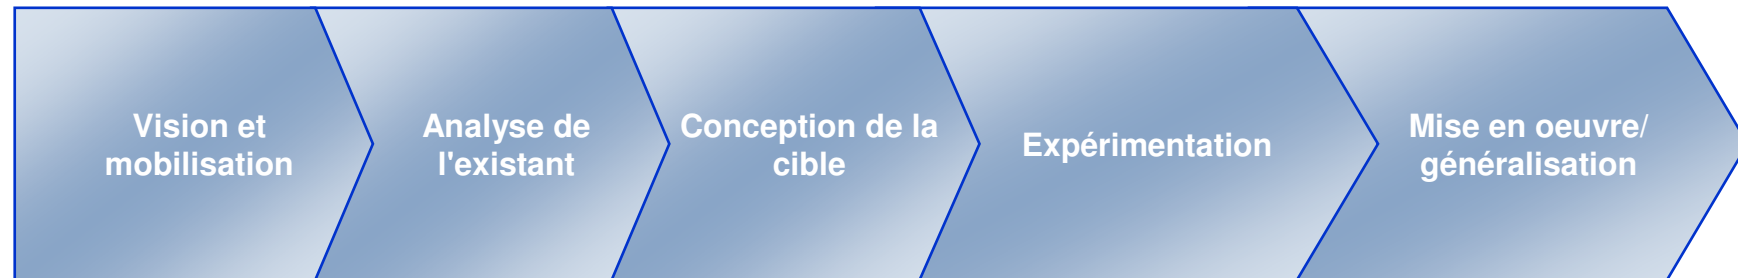 Vision et
mobilisation
Analyse de
l'existant
Conception de la
cible
Expérimentation
Mise en oeuvre/
généralisation